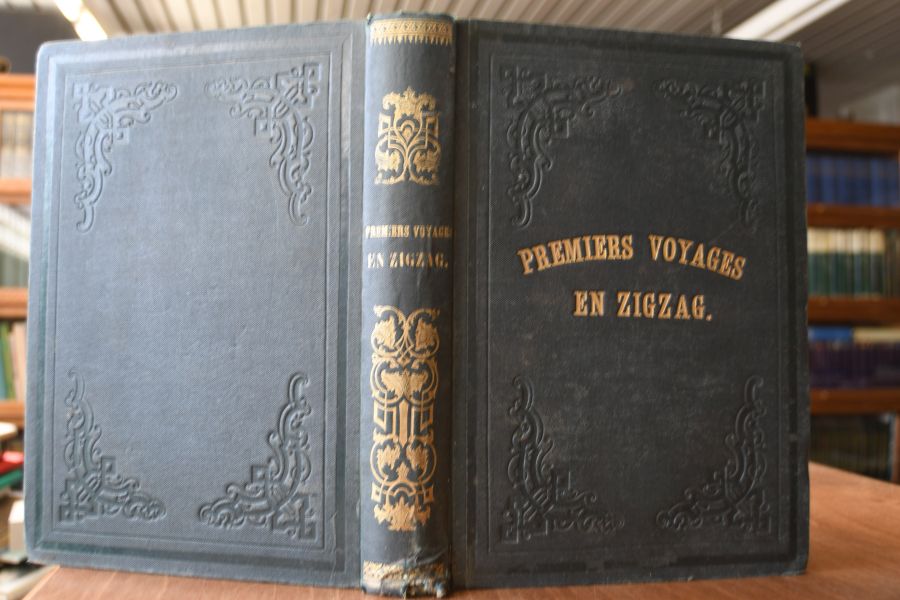 PREMIERS VOYAGES
EN ZIGZAG.
PREMIERS VOYAGES
EN ZIGZAG.